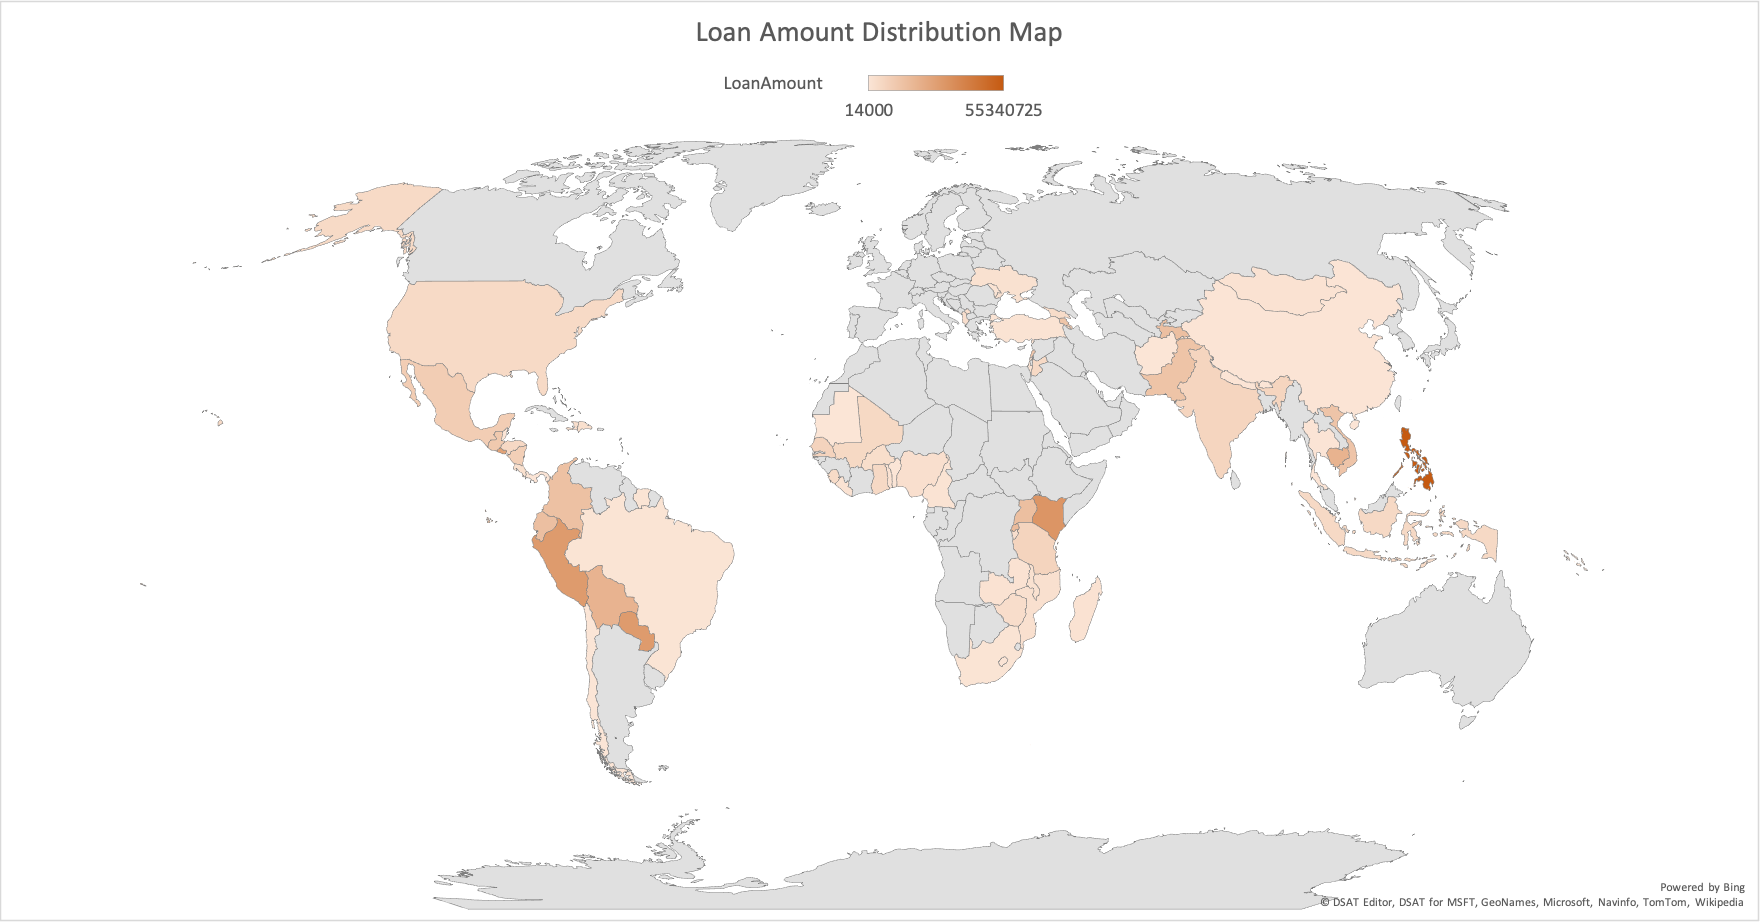 Loan Amount Distribution Map
LoanAmount
14000 55340725
Powered by Bing
© DSAT Editor, DSAT for MSFT, GeoNames, Microsoft, Navinfo, TomTom, Wikipedia